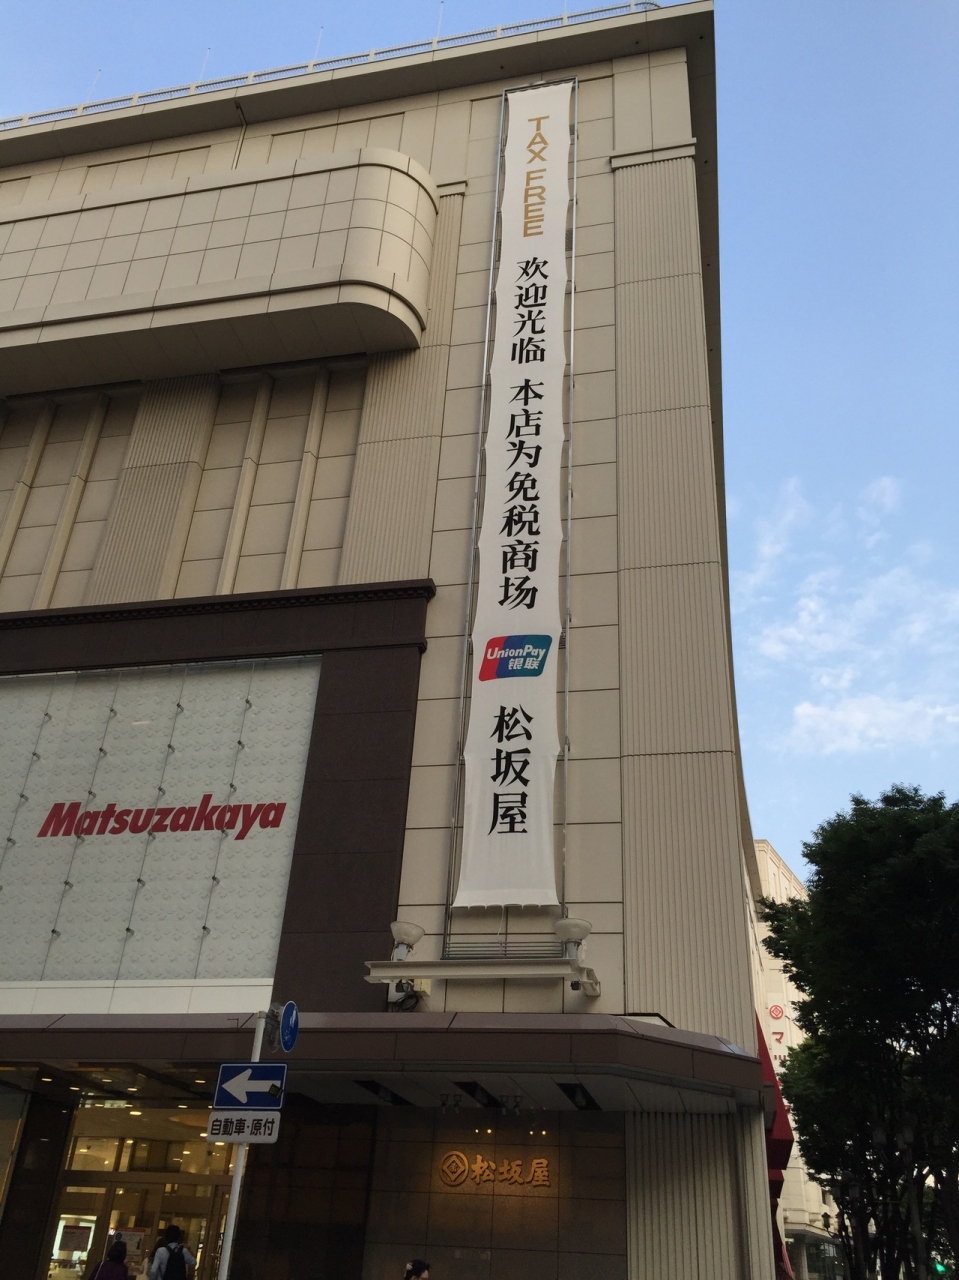 TAX FREE
欢迎光临
本店为免税商场
UnionPay
银联
松坂屋
Matsuzakaya
自動車・原付
松坂屋
マ